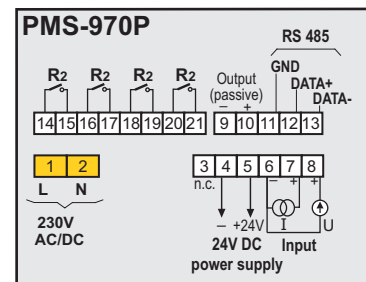 PMS-970P
RS 485
GND
DATA+
DATA-
R2 R2 R2 R2
Output
(passive)
– +
14 15 16 17 18 19 20 21 9 10 11 12 13
1 2
3 4 5 6 7 8
L N
n.c.
– + +
– +24V
I
U
230V
AC/DC
24V DC
power supply
Input